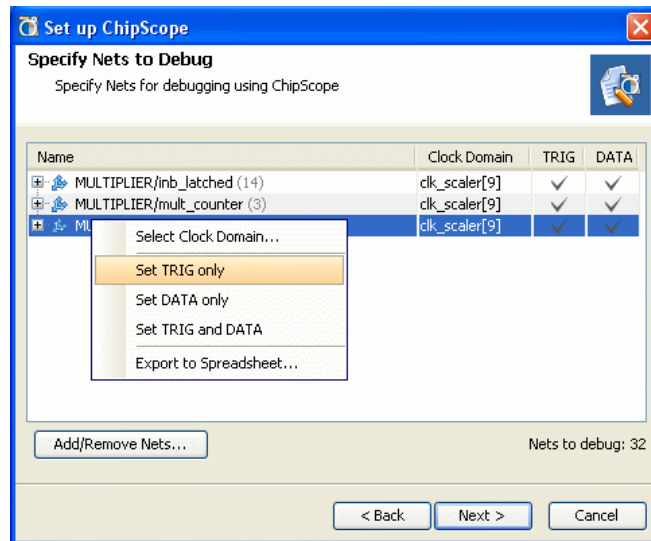 Set up ChipScope
Specify Nets to Debug
Specify Nets for debugging using ChipScope
Name Clock Domain TRIG DATA
MULTIPLIER/inb_latched (14) clk_scaler[9]
MULTIPLIER/mult_counter (3) clk_scaler[9]
clk_scaler[9]
Select Clock Domain...
Set TRIG only
Set DATA only
Set TRIG and DATA
Export to Spreadsheet...
Add/Remove Nets... Nets to debug: 32
< Back Next > Cancel